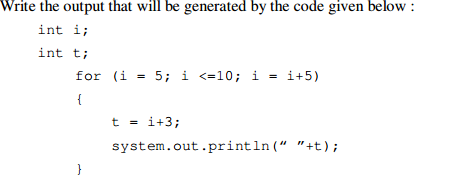 Write the output that will be generated by the code given below :
int i;
int t;
for (i = 5; i <=10; i = i+5)
{
t = i+3;
system.out.println(“ ”+t);
}